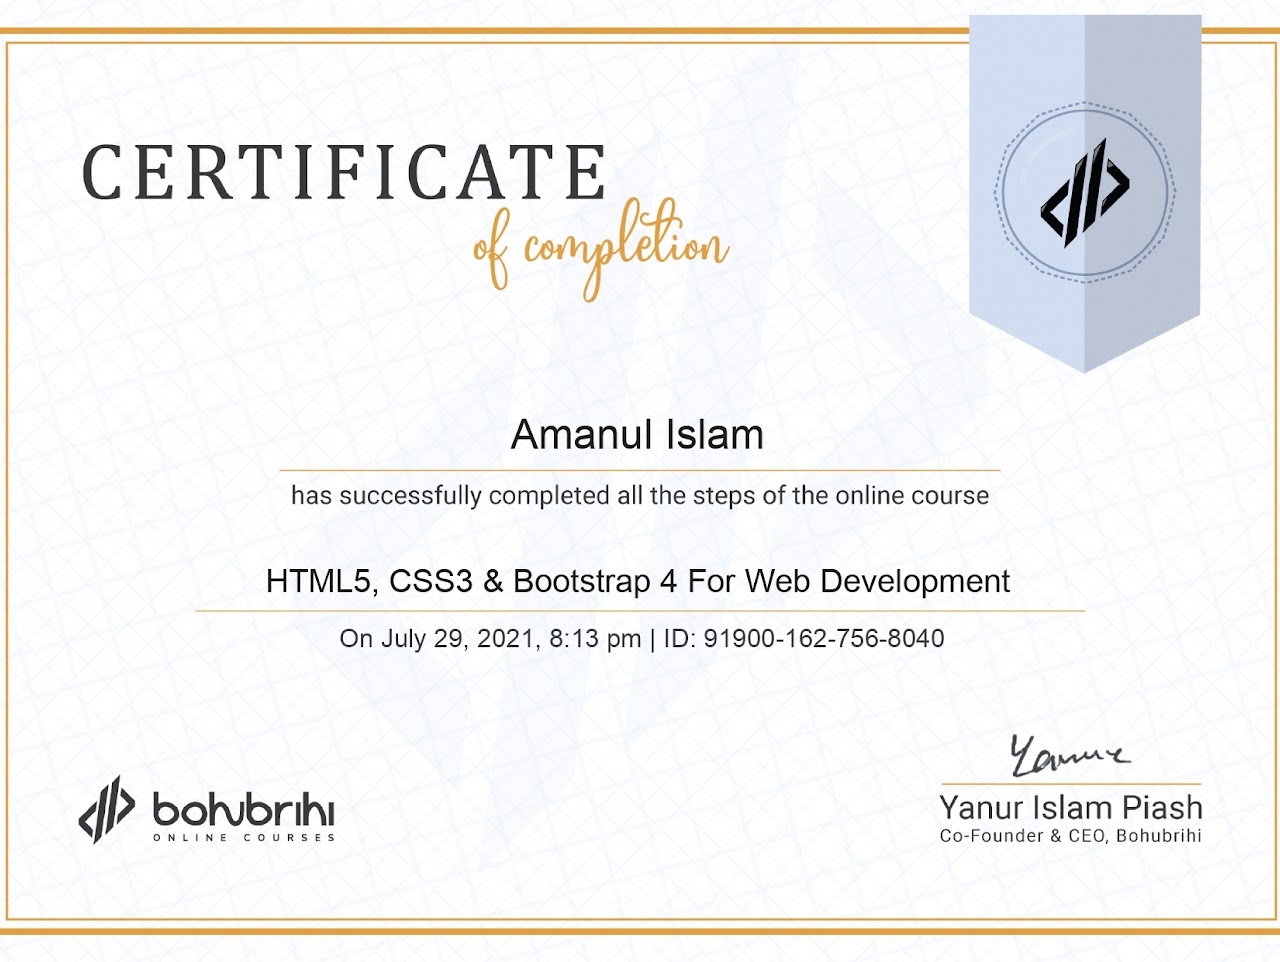 CERTIFICATE
of completion
Amanul Islam
has successfully completed all the steps of the online course
HTML5, CSS3 & Bootstrap 4 For Web Development
On July 29, 2021, 8:13 pm | ID: 91900-162-756-8040
Yanur
Yanur Islam Piash
Co-Founder & CEO, Bohubrihi
bohubrihi
ONLINE COURSES